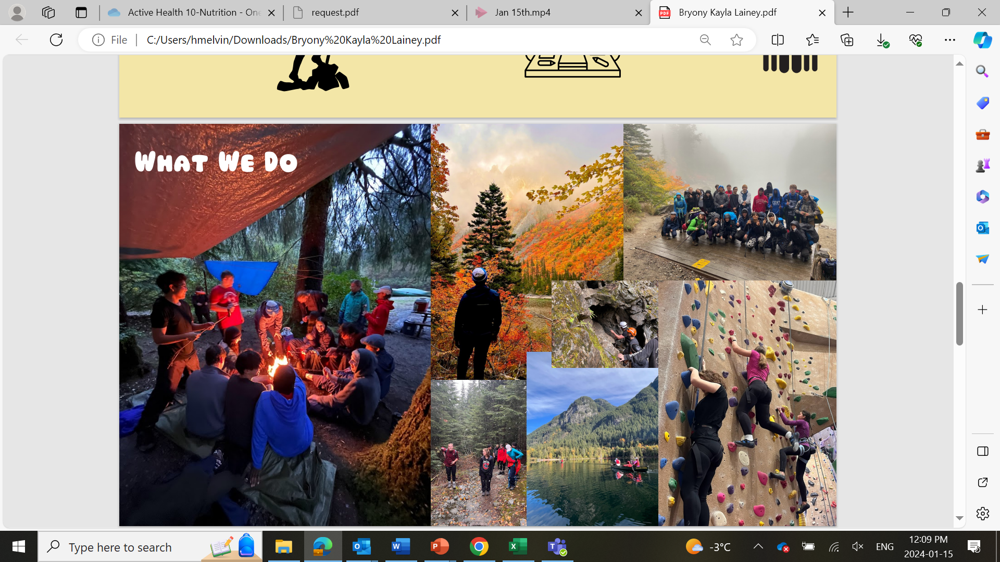 Active Health 10-Nutrition - One
request.pdf
Jan 15th.mp4
Bryony Kayla Lainey.pdf
File
C:/Users/hmelvin/Downloads/Bryony%20Kayla%20Lainey.pdf
What We Do
Type here to search
-3°C
ENG
12:09 PM
2024-01-15